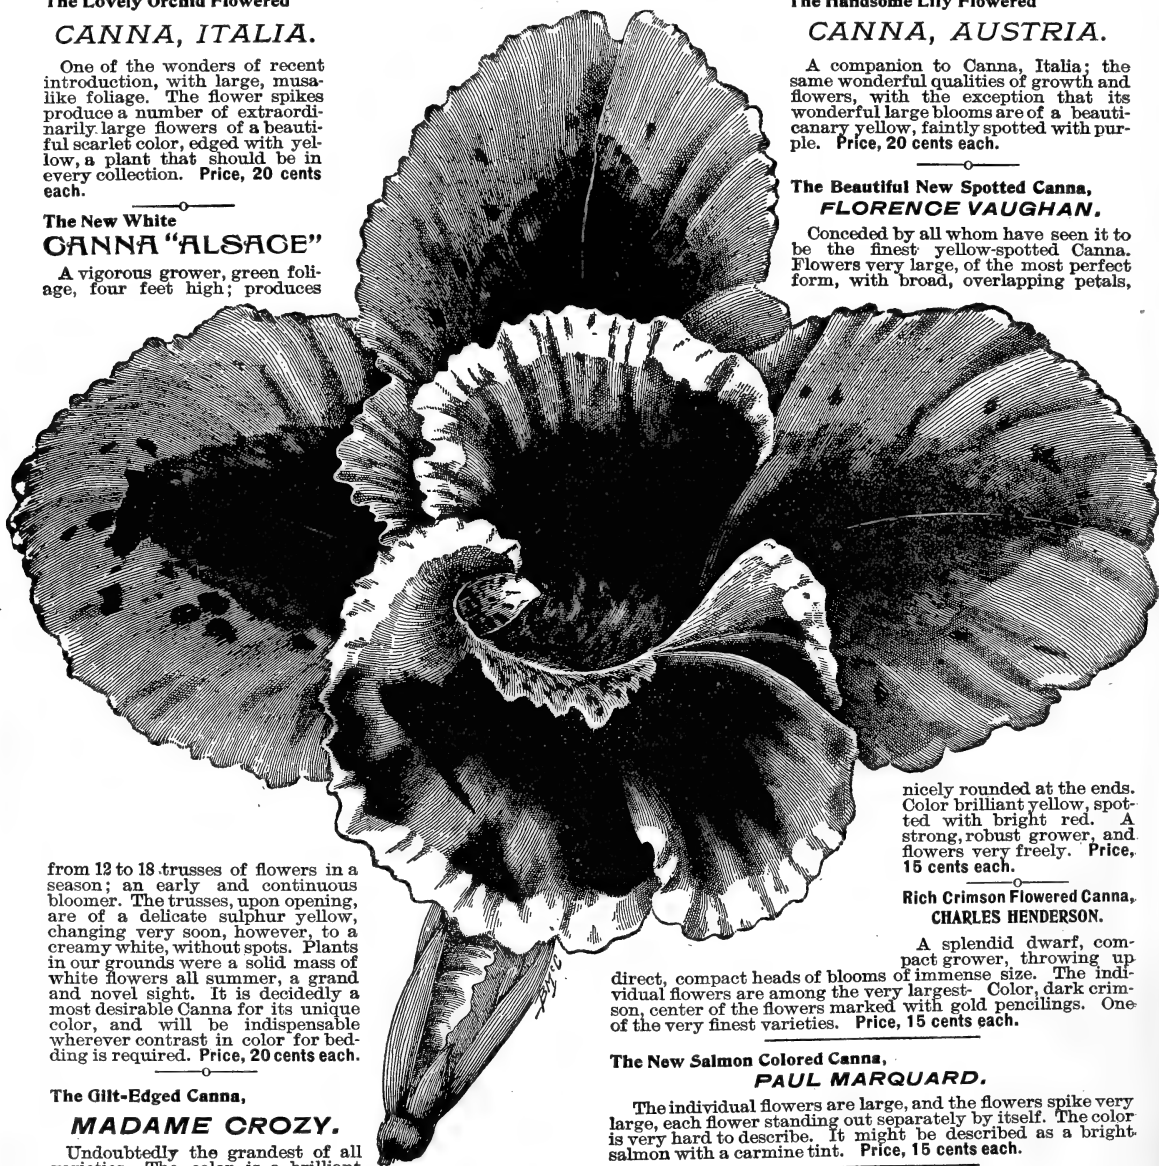 The Lovely Orchid Flowered
CANNA, ITALIA.
One of the wonders of recent
introduction, with large, musa-
like foliage. The flower spikes
produce a number of extraordi-
narily large flowers of a beauti-
ful scarlet color, edged with yel-
low, a plant that should be in
every collection. Price, 20 cents
each.
The New White
CANNA "ALSACE"
A vigorous grower, green foli-
age, four feet high; produces
from 12 to 18 trusses of flowers in a
season; an early and continuous
bloomer. The trusses, upon opening,
are of a delicate sulphur yellow,
changing very soon, however, to a
creamy white, without spots. Plants
in our grounds were a solid mass of
white flowers all summer, a grand
and novel sight. It is decidedly a
most desirable Canna for its unique
color, and will be indispensable
wherever contrast in color for bed-
ding is required. Price, 20 cents each.
The Gilt-Edged Canna,
MADAME CROZY.
Undoubtedly the grandest of all
varieties. The color is a brilliant
The Handsome Lily Flowered
CANNA, AUSTRIA.
A companion to Canna, Italia; the
same wonderful qualities of growth and
flowers, with the exception that its
wonderful large blooms are of a beauti-
canary yellow, faintly spotted with pur-
ple. Price, 20 cents each.
The Beautiful New Spotted Canna,
FLORENCE VAUGHAN.
Conceded by all whom have seen it to
be the finest yellow-spotted Canna.
Flowers very large, of the most perfect
form, with broad, overlapping petals,
nicely rounded at the ends.
Color brilliant yellow, spot-
ted with bright red. A
strong, robust grower, and
flowers very freely. Price,
15 cents each.
Rich Crimson Flowered Canna,
CHARLES HENDERSON.
A splendid dwarf, com-
pact grower, throwing up
direct, compact heads of blooms of immense size. The indi-
vidual flowers are among the very largest- Color, dark crim-
son, center of the flowers marked with gold pencilings. One
of the very finest varieties. Price, 15 cents each.
The New Salmon Colored Canna,
PAUL MARQUARD.
The individual flowers are large, and the flowers spike very
large, each flower standing out separately by itself. The color
is very hard to describe. It might be described as a bright
salmon with a carmine tint. Price, 15 cents each.